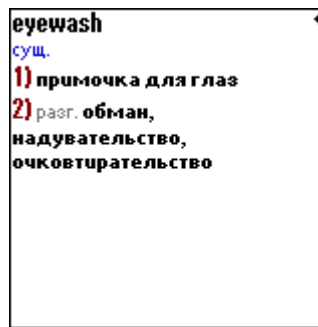 eyewash
сущ.
1) примочка для глаз
2) разг. обман,
надувательство,
очковтирательство